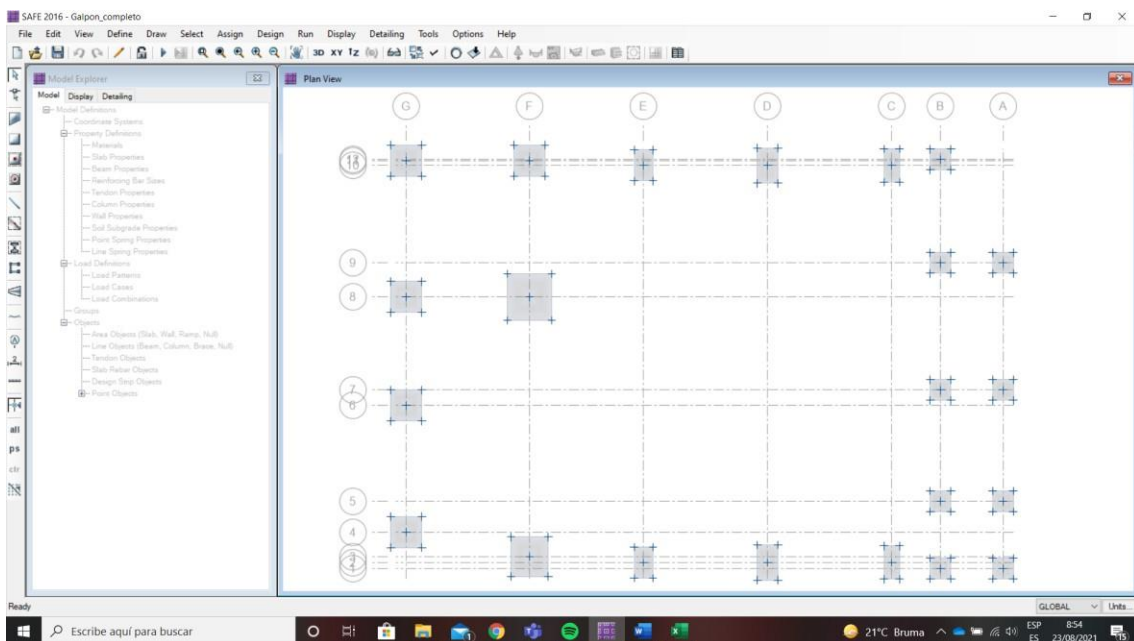 SAFE 2016 - Galpon_completo
File Edit View Define Draw Select Assign Design Run Display Detailing Tools Options Help
3D XY
Model Explorer
Model Display Detailing
Model Definitions
Coordinate Systems
Property Definitions
Materials
Slab Properties
Beam Properties
Reinforcing Bar Sizes
Tendon Properties
Column Properties
Wall Properties
Soil Subgrade Properties
Point Spring Properties
Line Spring Properties
Load Definitions
Load Patterns
Load Cases
Load Combinations
Groups
Objects
Area Objects (Slab, Wall, Ramp, Null)
Line Objects (Beam, Column, Brace, Null)
Tendon Objects
Slab Rebar Objects
Design Strip Objects
Point Objects
all
ps
clr
Plan View
G F E D C B A
9
8
7
6
5
4
Ready
GLOBAL Units...
Escribe aquí para buscar
21°C Bruma
ESP
ES
8:54
23/08/2021